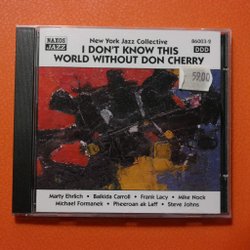 NAXOS
JAZZ
New York Jazz Collective
86003-2
I DON'T KNOW THIS
DDD
WORLD WITHOUT DON CHERRY
59,00
Marty Ehrlich • Baikida Carroll • Frank Lacy • Mike Nock
Michael Formanek • Pheeroan ak Laff • Steve Johns